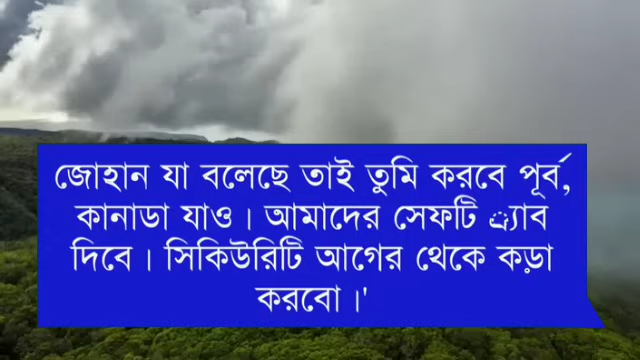 জোহান যা বলেছে তাই তুমি করবে পূর্ব,
কানাডা যাও। আমাদের সেফটি ্র্যাব
দিবে। সিকিউরিটি আগের থেকে কড়া
করবো।'